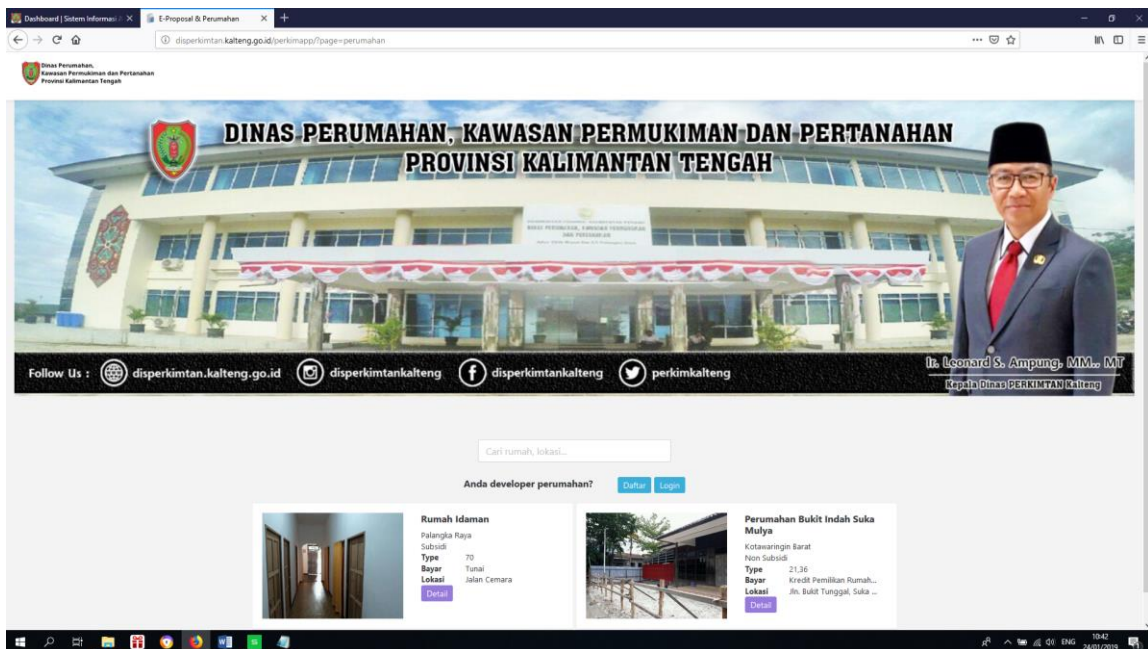 Dashboard | Sistem Informasi
E-Proposal & Perumahan
disperkimtan.kalteng.go.id/perkimapp/?page=perumahan
Dinas Perumahan,
Kawasan Permukiman dan Pertanahan
Provinsi Kalimantan Tengah
DINAS PERUMAHAN, KAWASAN PERMUKIMAN DAN PERTANAHAN
PROVINSI KALIMANTAN TENGAH
Follow Us : disperkimtan.kalteng.go.id disperkimtankalteng disperkimtankalteng perkimkalteng
Ir. Leonard S. Ampung, MM., MT
Kepala Dinas PERKIMTAN Kalteng
Cari rumah, lokasi...
Anda developer perumahan? Daftar Login
Rumah Idaman
Palangka Raya
Subsidi
Type 70
Bayar Tunai
Lokasi Jalan Cemara
Detail
Perumahan Bukit Indah Suka
Mulya
Kotawaringin Barat
Non Subsidi
Type 21,36
Bayar Kredit Pemilikan Rumah...
Lokasi Jln. Bukit Tunggal, Suka ...
Detail
ENG
10:42
24/01/2019